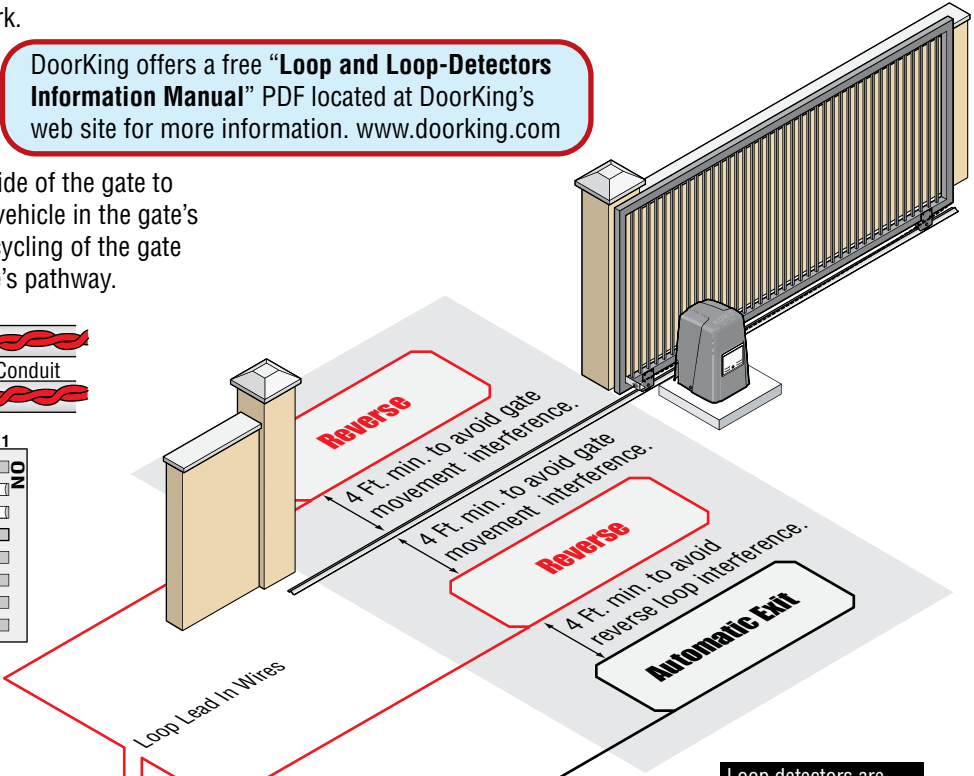 rk.
DoorKing offers a free “Loop and Loop-Detectors
Information Manual” PDF located at DoorKing's
web site for more information. www.doorking.com
ide of the gate to
vehicle in the gate's
cycling of the gate
e's pathway.
Conduit
1
ON
Reverse
4 Ft. min. to avoid gate
movement interference.
4 Ft. min. to avoid gate
movement interference.
Reverse
4 Ft. min. to avoid
reverse loop interference.
Automatic Exit
Loop Lead In Wires
Loop detectors are